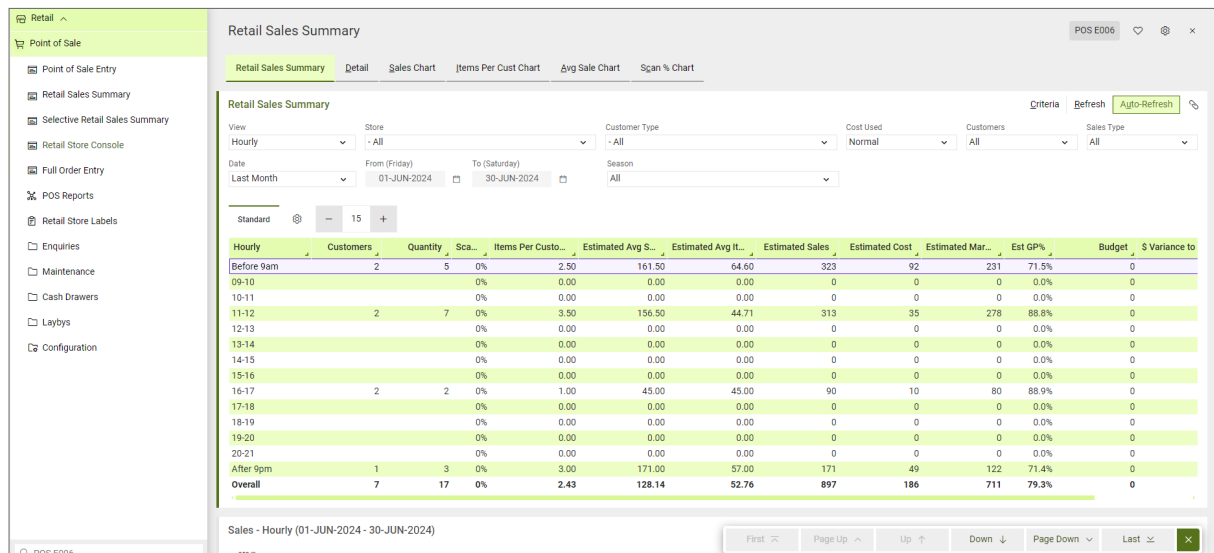 Retail
Point of Sale
Point of Sale Entry
Retail Sales Summary
Selective Retail Sales Summary
Retail Store Console
Full Order Entry
POS Reports
Retail Store Labels
Enquiries
Maintenance
Cash Drawers
Laybys
Configuration
POS E006
Retail Sales Summary POS E006
Retail Sales Summary Detail Sales Chart Items Per Cust Chart Avg Sale Chart Scan % Chart
Retail Sales Summary Criteria Refresh Auto-Refresh
View Store Customer Type Cost Used Customers Sales Type
Hourly - All - All Normal All All
Date From (Friday) To (Saturday) Season
Last Month 01-JUN-2024 30-JUN-2024 All
Standard − 15 +
Hourly Customers Quantity Sca... Items Per Custo... Estimated Avg S... Estimated Avg It... Estimated Sales Estimated Cost Estimated Mar... Est GP% Budget $ Variance to
Before 9am 2 5 0% 2.50 161.50 64.60 323 92 231 71.5% 0
09-10 0% 0.00 0.00 0.00 0 0 0 0.0% 0
10-11 0% 0.00 0.00 0.00 0 0 0 0.0% 0
11-12 2 7 0% 3.50 156.50 44.71 313 35 278 88.8% 0
12-13 0% 0.00 0.00 0.00 0 0 0 0.0% 0
13-14 0% 0.00 0.00 0.00 0 0 0 0.0% 0
14-15 0% 0.00 0.00 0.00 0 0 0 0.0% 0
15-16 0% 0.00 0.00 0.00 0 0 0 0.0% 0
16-17 2 2 0% 1.00 45.00 45.00 90 10 80 88.9% 0
17-18 0% 0.00 0.00 0.00 0 0 0 0.0% 0
18-19 0% 0.00 0.00 0.00 0 0 0 0.0% 0
19-20 0% 0.00 0.00 0.00 0 0 0 0.0% 0
20-21 0% 0.00 0.00 0.00 0 0 0 0.0% 0
After 9pm 1 3 0% 3.00 171.00 57.00 171 49 122 71.4% 0
Overall 7 17 0% 2.43 128.14 52.76 897 186 711 79.3% 0
Sales - Hourly (01-JUN-2024 - 30-JUN-2024)
First Page Up Up Down Page Down Last